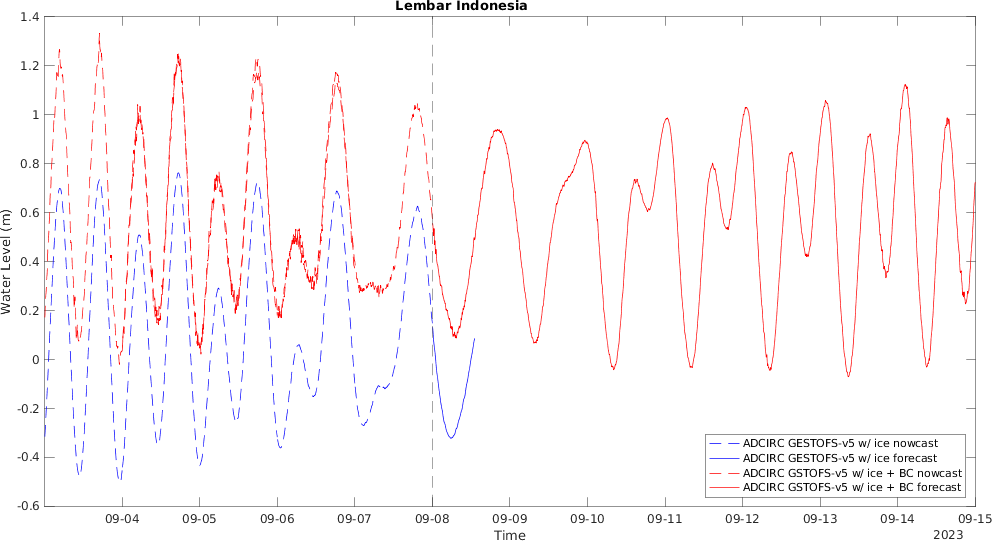 Lembar Indonesia
1.4
1.2
1
0.8
0.6
0.4
0.2
0
-0.2
-0.4
-0.6
Water Level (m)
ADCIRC GESTOFS-v5 w/ ice nowcast
ADCIRC GESTOFS-v5 w/ ice forecast
ADCIRC GSTOFS-v5 w/ ice + BC nowcast
ADCIRC GSTOFS-v5 w/ ice + BC forecast
09-04 09-05 09-06 09-07 09-08 09-09 09-10 09-11 09-12 09-13 09-14 09-15
Time
2023